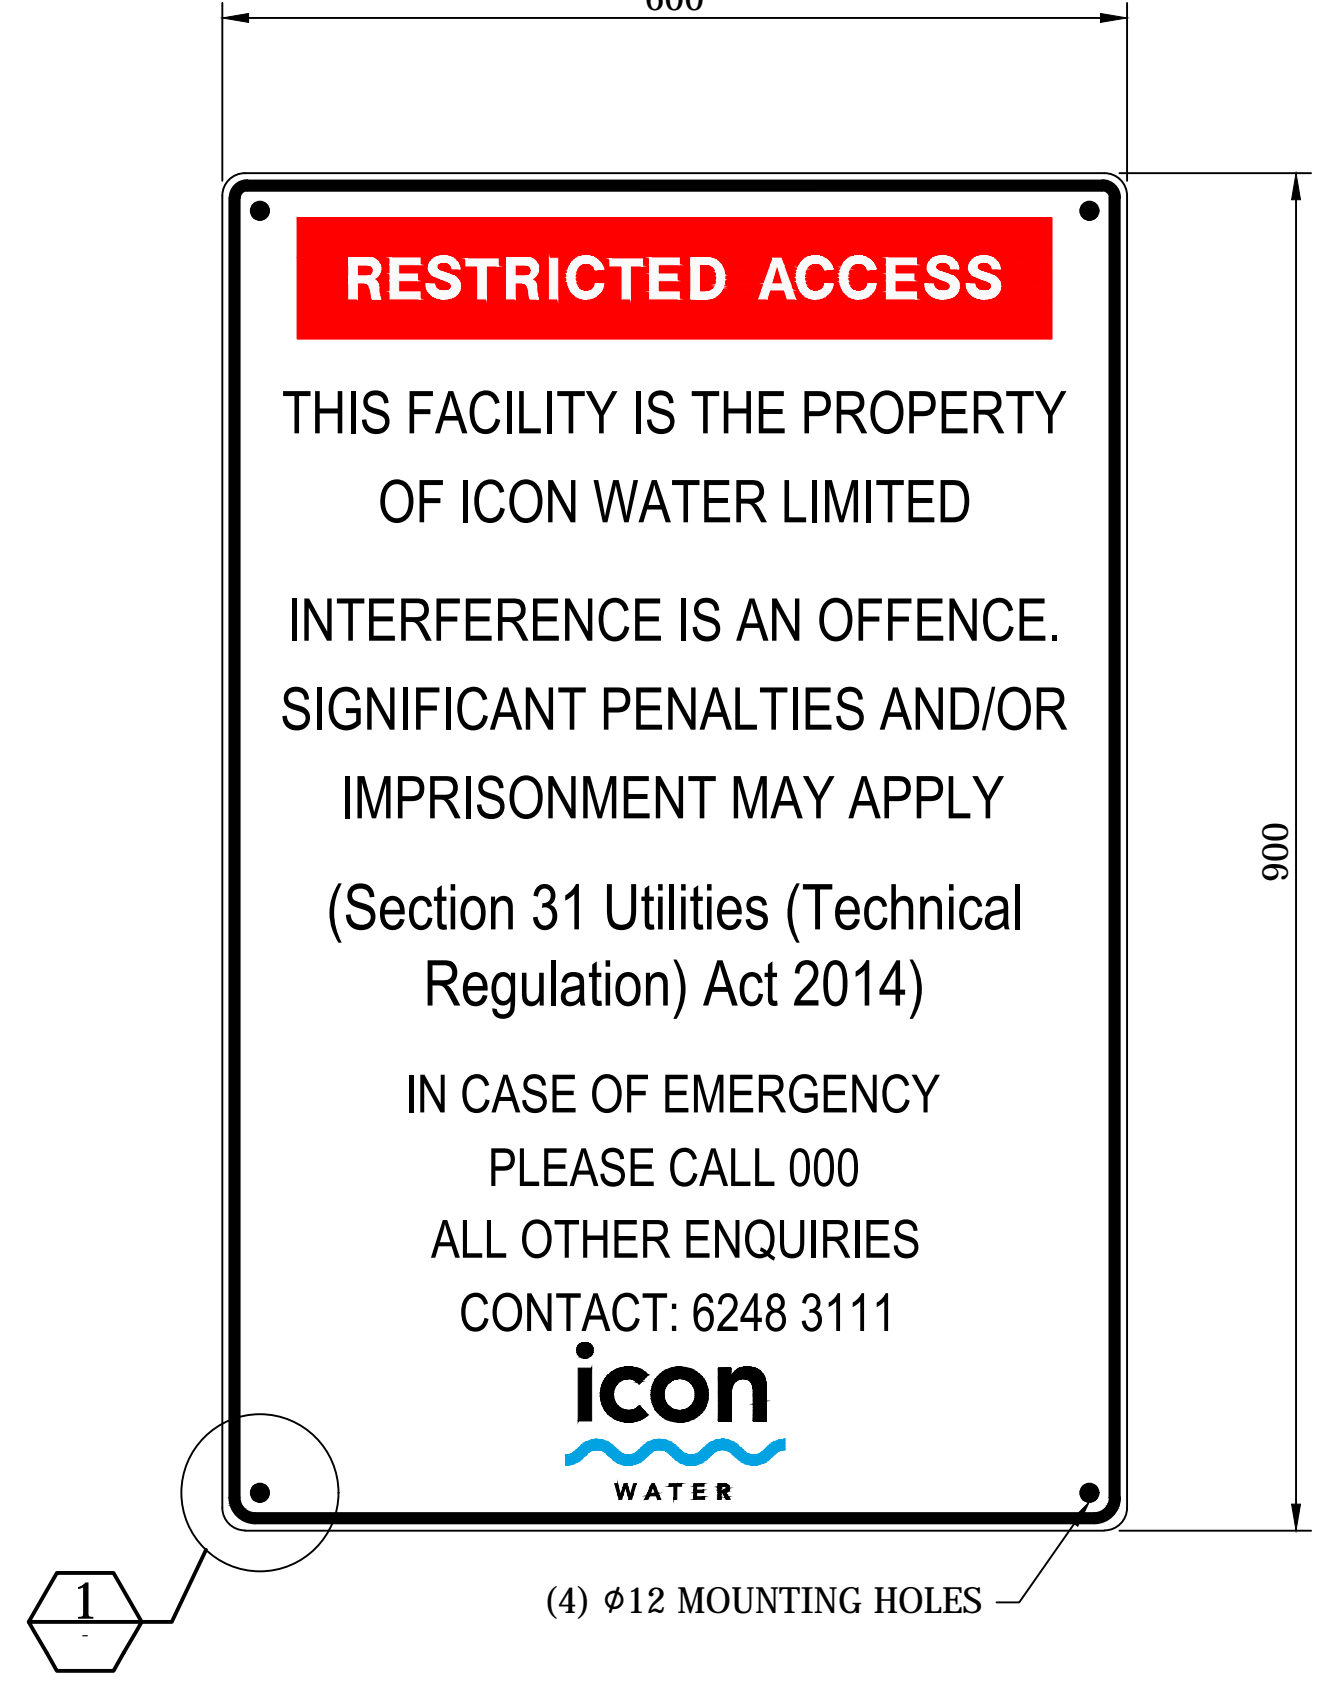 600
RESTRICTED ACCESS
THIS FACILITY IS THE PROPERTY
OF ICON WATER LIMITED
INTERFERENCE IS AN OFFENCE.
SIGNIFICANT PENALTIES AND/OR
IMPRISONMENT MAY APPLY
900
(Section 31 Utilities (Technical
Regulation) Act 2014)
IN CASE OF EMERGENCY
PLEASE CALL 000
ALL OTHER ENQUIRIES
CONTACT: 6248 3111
icon
WATER
(4) ⌀12 MOUNTING HOLES
1
-